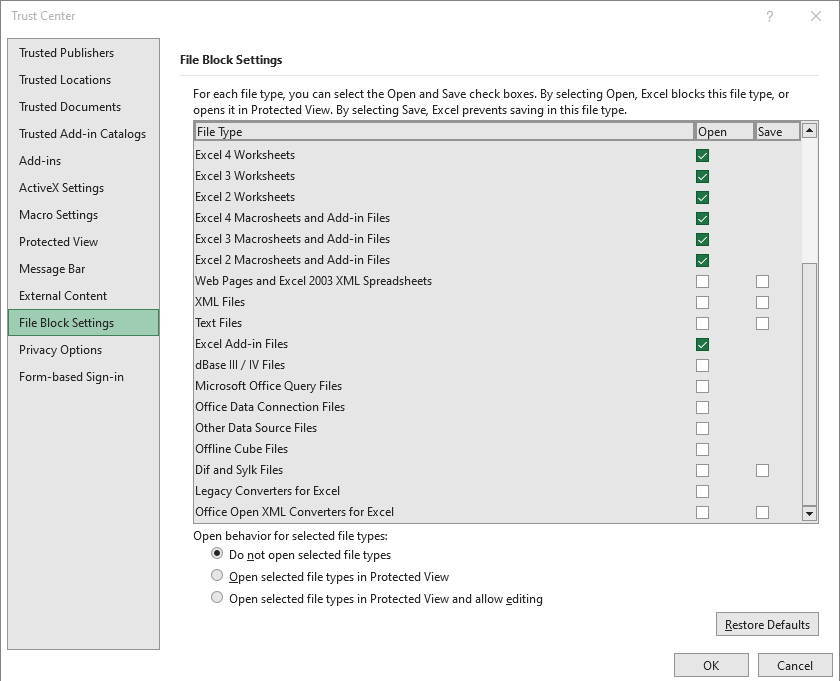 Trust Center
?
Trusted Publishers
Trusted Locations
Trusted Documents
Trusted Add-in Catalogs
Add-ins
ActiveX Settings
Macro Settings
Protected View
Message Bar
External Content
File Block Settings
Privacy Options
Form-based Sign-in
File Block Settings
For each file type, you can select the Open and Save check boxes. By selecting Open, Excel blocks this file type, or
opens it in Protected View. By selecting Save, Excel prevents saving in this file type.
File Type Open Save
Excel 4 Worksheets
Excel 3 Worksheets
Excel 2 Worksheets
Excel 4 Macrosheets and Add-in Files
Excel 3 Macrosheets and Add-in Files
Excel 2 Macrosheets and Add-in Files
Web Pages and Excel 2003 XML Spreadsheets
XML Files
Text Files
Excel Add-in Files
dBase III / IV Files
Microsoft Office Query Files
Office Data Connection Files
Other Data Source Files
Offline Cube Files
Dif and Sylk Files
Legacy Converters for Excel
Office Open XML Converters for Excel
Open behavior for selected file types:
Do not open selected file types
Open selected file types in Protected View
Open selected file types in Protected View and allow editing
Restore Defaults
OK Cancel